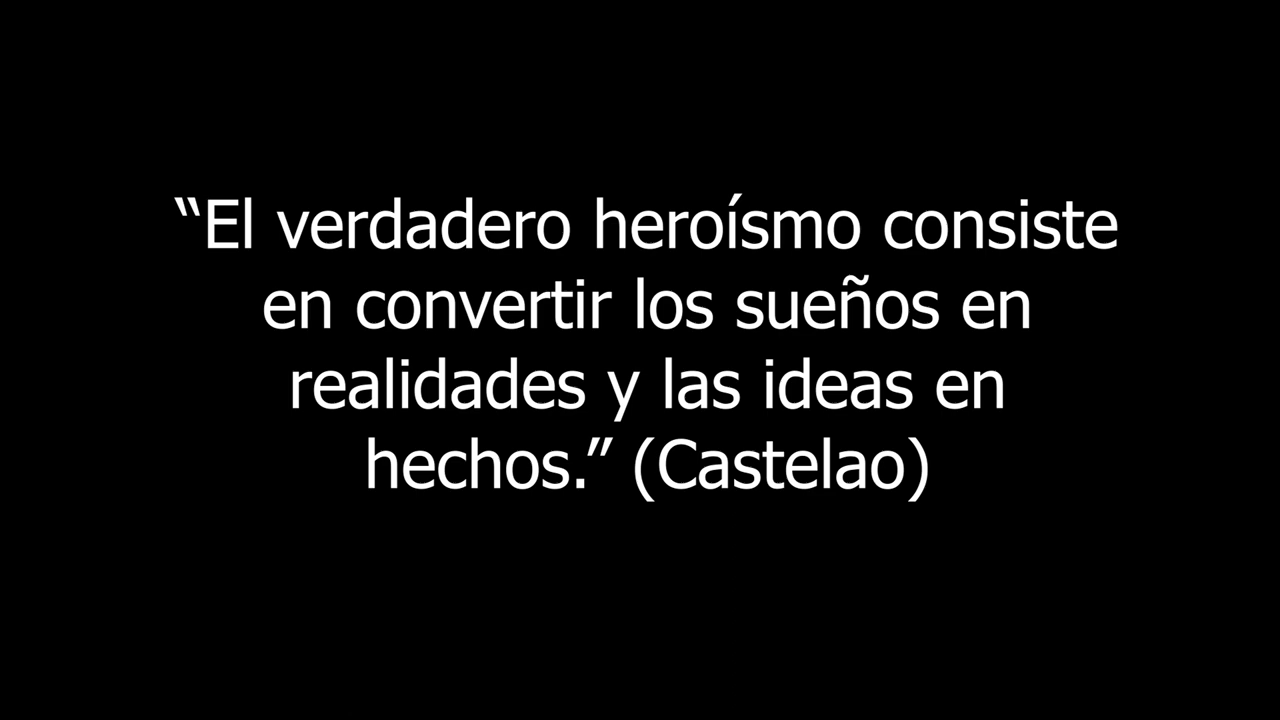 “El verdadero heroísmo consiste
en convertir los sueños en
realidades y las ideas en
hechos.” (Castelao)